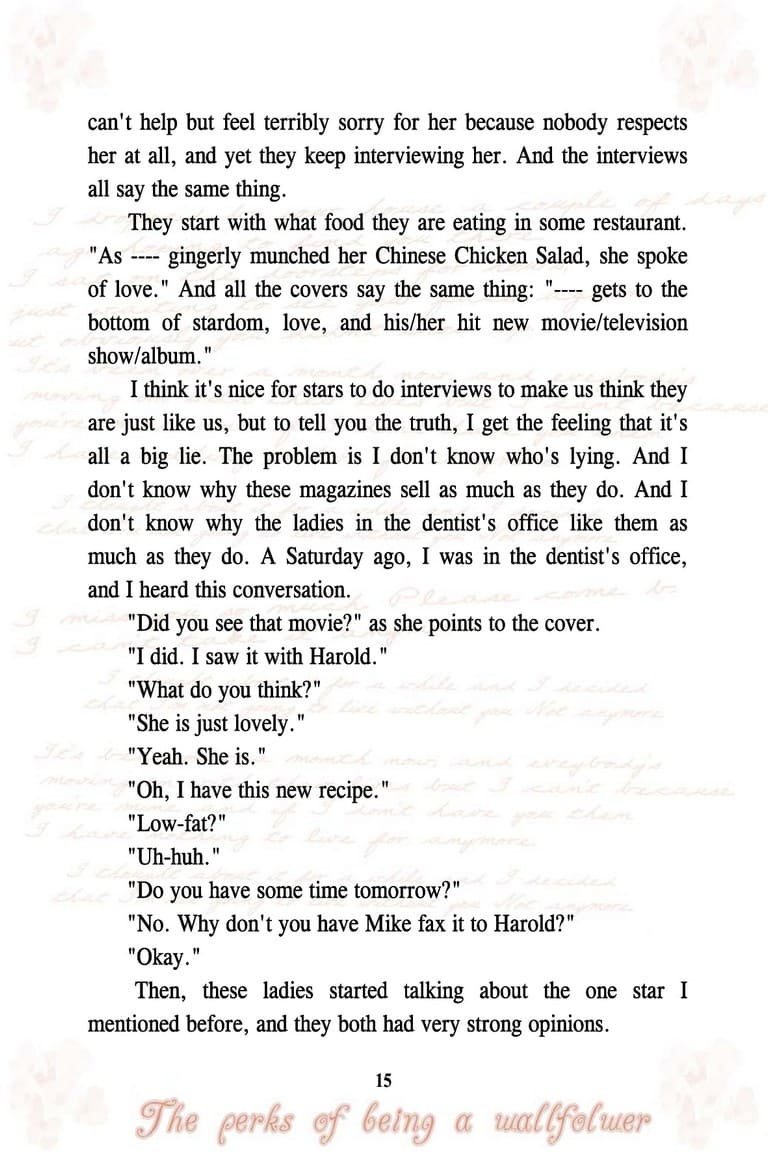 can't help but feel terribly sorry for her because nobody respects
her at all, and yet they keep interviewing her. And the interviews
all say the same thing.
They start with what food they are eating in some restaurant.
"As ---- gingerly munched her Chinese Chicken Salad, she spoke
of love." And all the covers say the same thing: "---- gets to the
bottom of stardom, love, and his/her hit new movie/television
show/album."
I think it's nice for stars to do interviews to make us think they
are just like us, but to tell you the truth, I get the feeling that it's
all a big lie. The problem is I don't know who's lying. And I
don't know why these magazines sell as much as they do. And I
don't know why the ladies in the dentist's office like them as
much as they do. A Saturday ago, I was in the dentist's office,
and I heard this conversation.
"Did you see that movie?" as she points to the cover.
"I did. I saw it with Harold."
"What do you think?"
"She is just lovely."
"Yeah. She is."
"Oh, I have this new recipe."
"Low-fat?"
"Uh-huh."
"Do you have some time tomorrow?"
"No. Why don't you have Mike fax it to Harold?"
"Okay."
Then, these ladies started talking about the one star I
mentioned before, and they both had very strong opinions.
15
The perks of being a wallfolwer